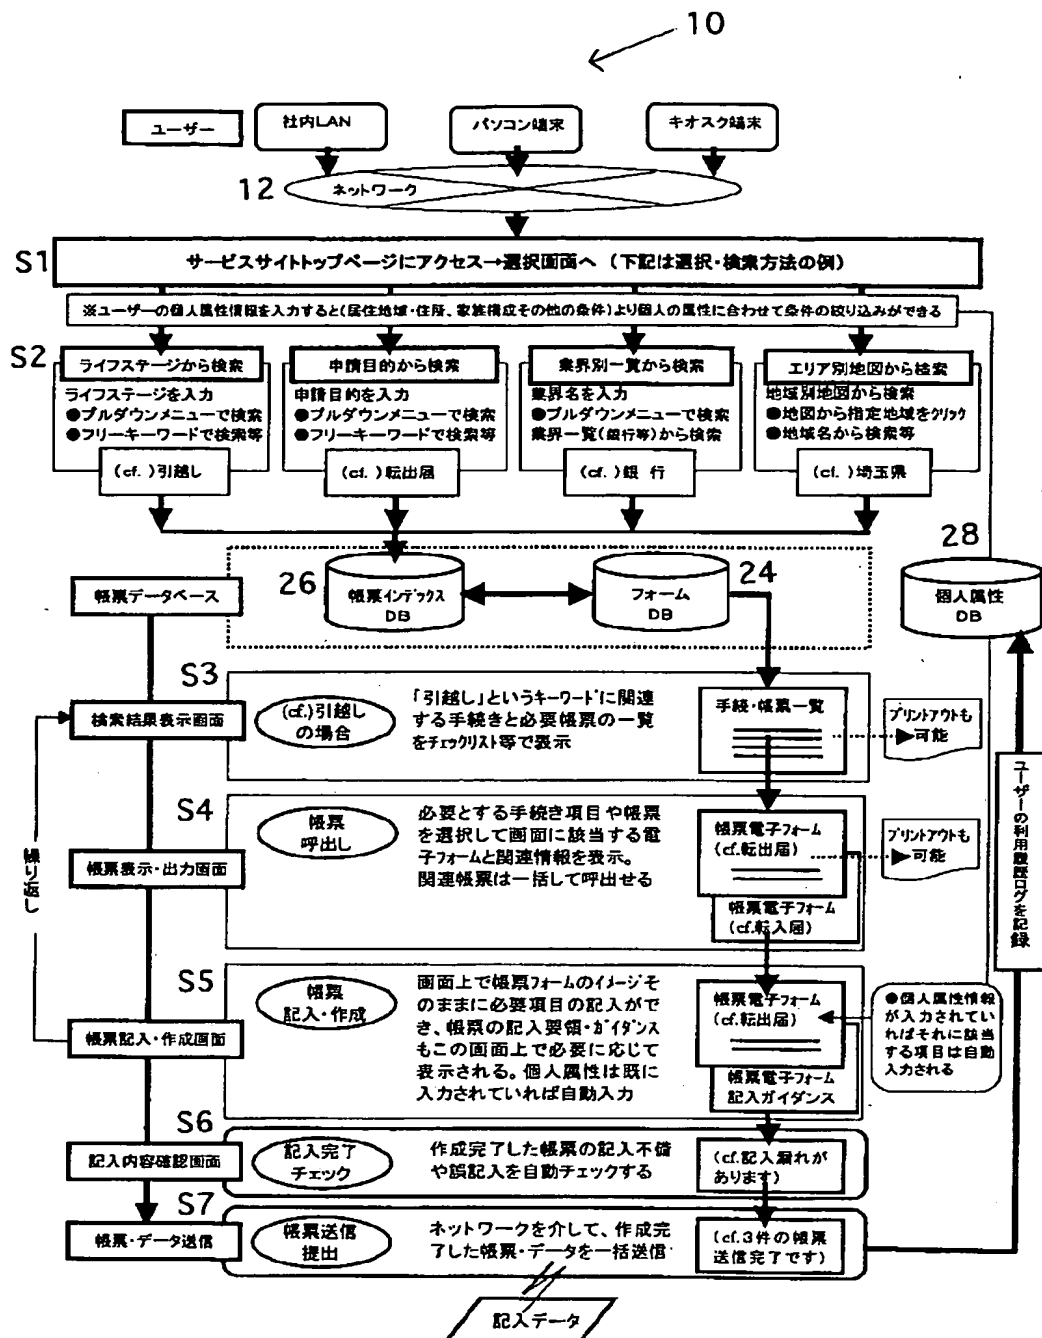 10
ユーザー
社内LAN
パソコン端末
キオスク端末
12
ネットワーク
S1
サービスサイトトップページにアクセス→選択画面へ (下記は選択・検索方法の例)
※ユーザーの個人属性情報を入力すると(居住地域・住所、家族構成その他の条件)より個人の属性に合わせて条件の絞り込みができる
S2
ライフステージから検索
ライフステージを入力
●プルダウンメニューで検索
●フリーキーワードで検索等
(cf.)引越し
申請目的から検索
申請目的を入力
●プルダウンメニューで検索
●フリーキーワードで検索等
(cf.)転出届
業界別一覧から検索
業界名を入力
●プルダウンメニューで検索
業界一覧(銀行等)から検索
(cf.)銀 行
エリア別地図から検索
地域別地図から検索
●地図から指定地域をクリック
●地域名から検索等
(cf.)埼玉県
帳票データベース
26
帳票インデックス
DB
24
フォーム
DB
28
個人属性
DB
S3
検索結果表示画面
(cf.)引越し
の場合
「引越し」というキーワードに関連
する手続きと必要帳票の一覧
をチェックリスト等で表示
手続・帳票一覧
プリントアウトも
可能
S4
帳票表示・出力画面
帳票
呼出し
必要とする手続き項目や帳票
を選択して画面に該当する電
子フォームと関連情報を表示。
関連帳票は一括して呼出せる
帳票電子フォーム
(cf.転出届)
帳票電子フォーム
(cf.転入届)
プリントアウトも
可能
繰り返し
ユーザーの利用履歴ログを記録
S5
帳票記入・作成画面
帳票
記入・作成
画面上で帳票フォームのイメージそ
のままに必要項目の記入がで
き、帳票の記入要領・ガイダンス
もこの画面上で必要に応じて
表示される。個人属性は既に
入力されていれば自動入力
帳票電子フォーム
(cf.転出届)
帳票電子フォーム
記入ガイダンス
●個人属性情報
が入力されてい
ればそれに該当
する項目は自動
入力される
S6
記入内容確認画面
記入完了
チェック
作成完了した帳票の記入不備
や誤記入を自動チェックする
(cf.記入漏れが
あります)
S7
帳票・データ送信
帳票送信
提出
ネットワークを介して、作成完
了した帳票・データを一括送信
(cf.3件の帳票
送信完了です)
記入データ